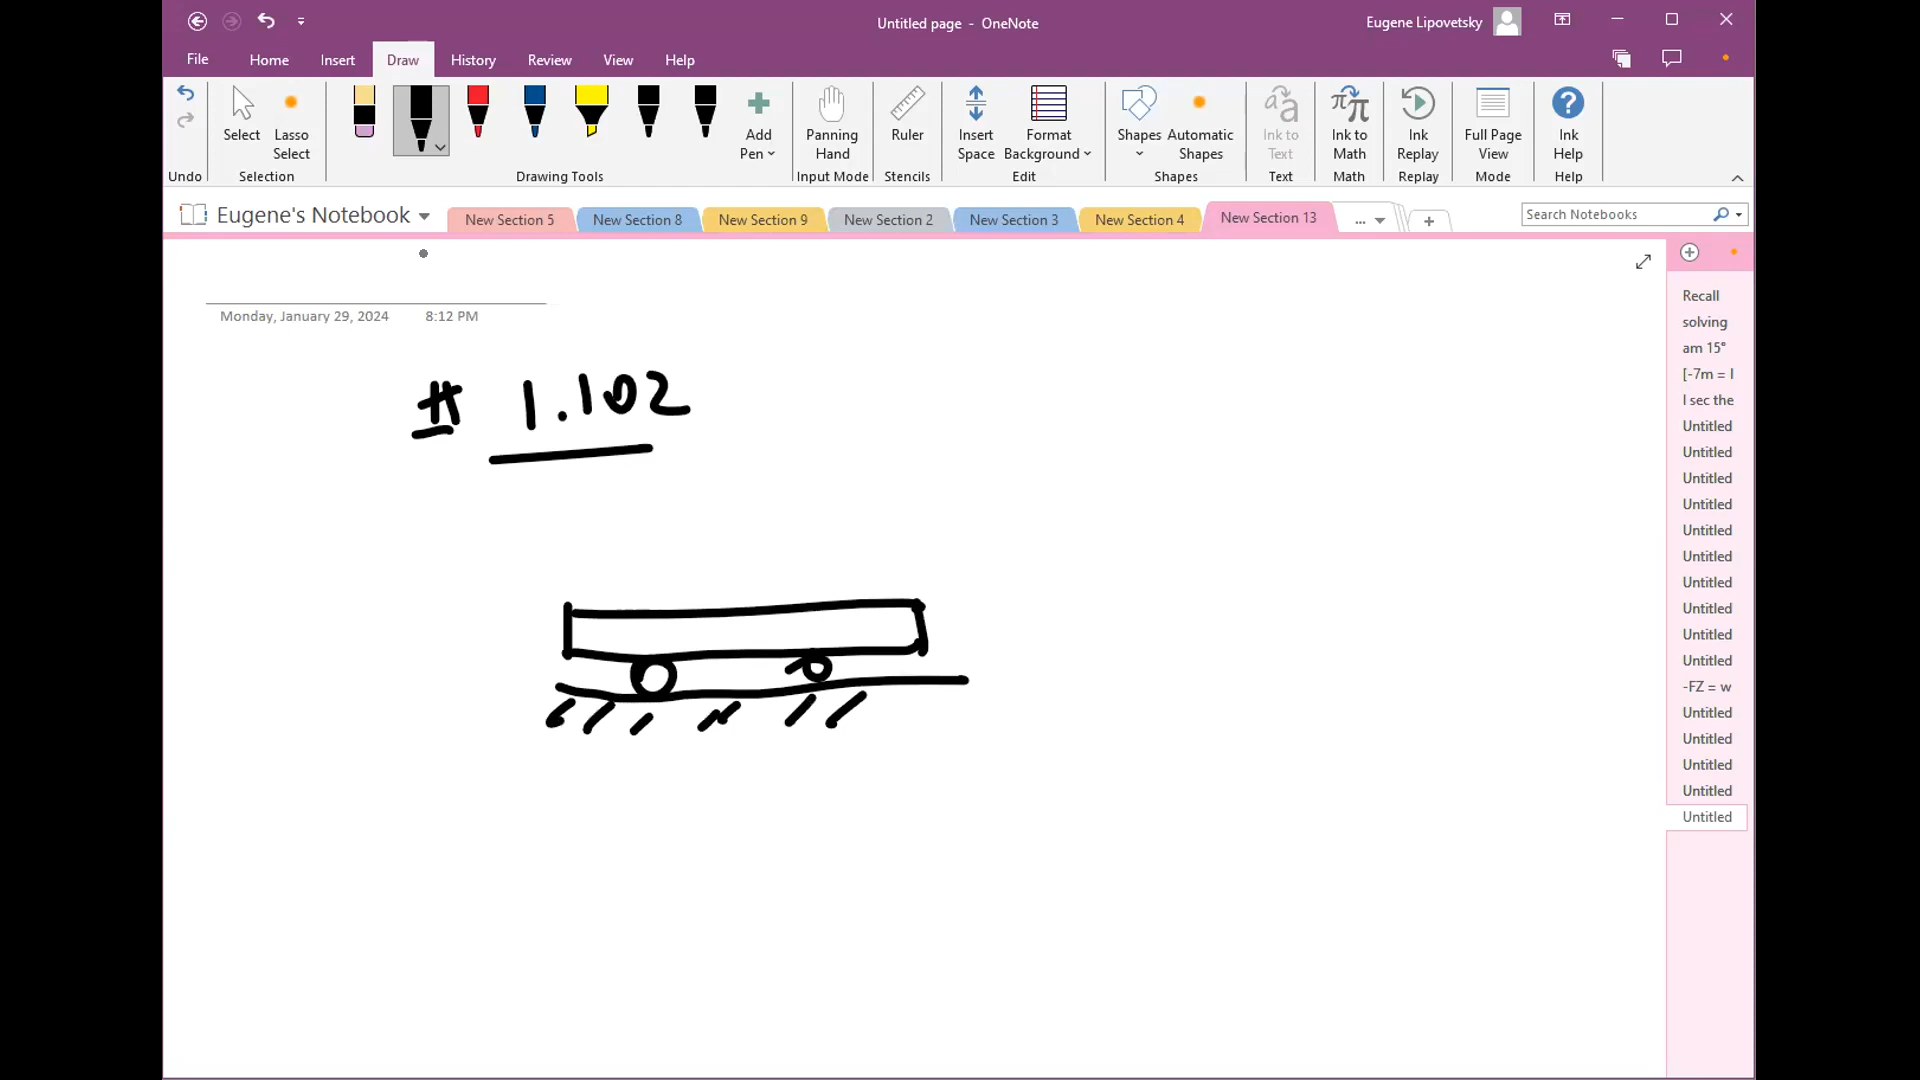 Untitled page - OneNote
Eugene Lipovetsky
File Home Insert Draw History Review View Help
Select
Lasso Select
Add Pen
Panning Hand
Ruler
Insert Space
Format Background
Shapes
Automatic Shapes
Ink to Text
Ink to Math
Ink Replay
Full Page View
Ink Help
Undo Selection Drawing Tools Input Mode Stencils Edit Shapes Text Math Replay Mode Help
Eugene's Notebook
New Section 5 New Section 8 New Section 9 New Section 2 New Section 3 New Section 4 New Section 13 ...
Search Notebooks
Monday, January 29, 2024 8:12 PM
# 1.102
Recall
solving
am 15°
[-7m = I
I sec the
Untitled
Untitled
Untitled
Untitled
Untitled
Untitled
Untitled
Untitled
Untitled
Untitled
-FZ = w
Untitled
Untitled
Untitled
Untitled
Untitled